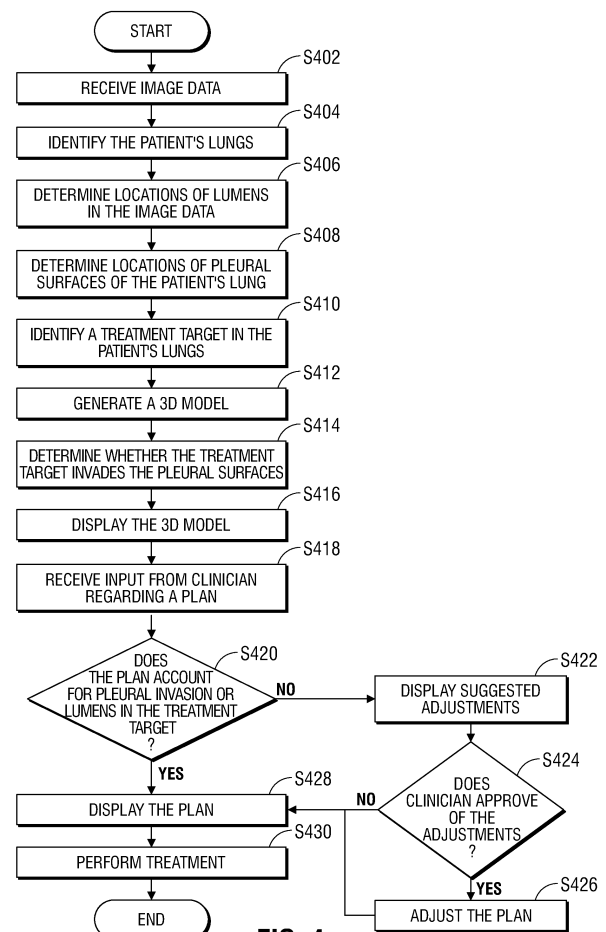 START
S402
RECEIVE IMAGE DATA
S404
IDENTIFY THE PATIENT'S LUNGS
S406
DETERMINE LOCATIONS OF LUMENS
IN THE IMAGE DATA
S408
DETERMINE LOCATIONS OF PLEURAL
SURFACES OF THE PATIENT'S LUNG
S410
IDENTIFY A TREATMENT TARGET IN THE
PATIENT'S LUNGS
S412
GENERATE A 3D MODEL
S414
DETERMINE WHETHER THE TREATMENT
TARGET INVADES THE PLEURAL SURFACES
S416
DISPLAY THE 3D MODEL
S418
RECEIVE INPUT FROM CLINICIAN
REGARDING A PLAN
S420
DOES
THE PLAN ACCOUNT
FOR PLEURAL INVASION OR
LUMENS IN THE TREATMENT
TARGET
?
NO
YES
S422
DISPLAY SUGGESTED
ADJUSTMENTS
S424
DOES
CLINICIAN APPROVE
OF THE
ADJUSTMENTS
?
NO
YES
S426
ADJUST THE PLAN
S428
DISPLAY THE PLAN
S430
PERFORM TREATMENT
END